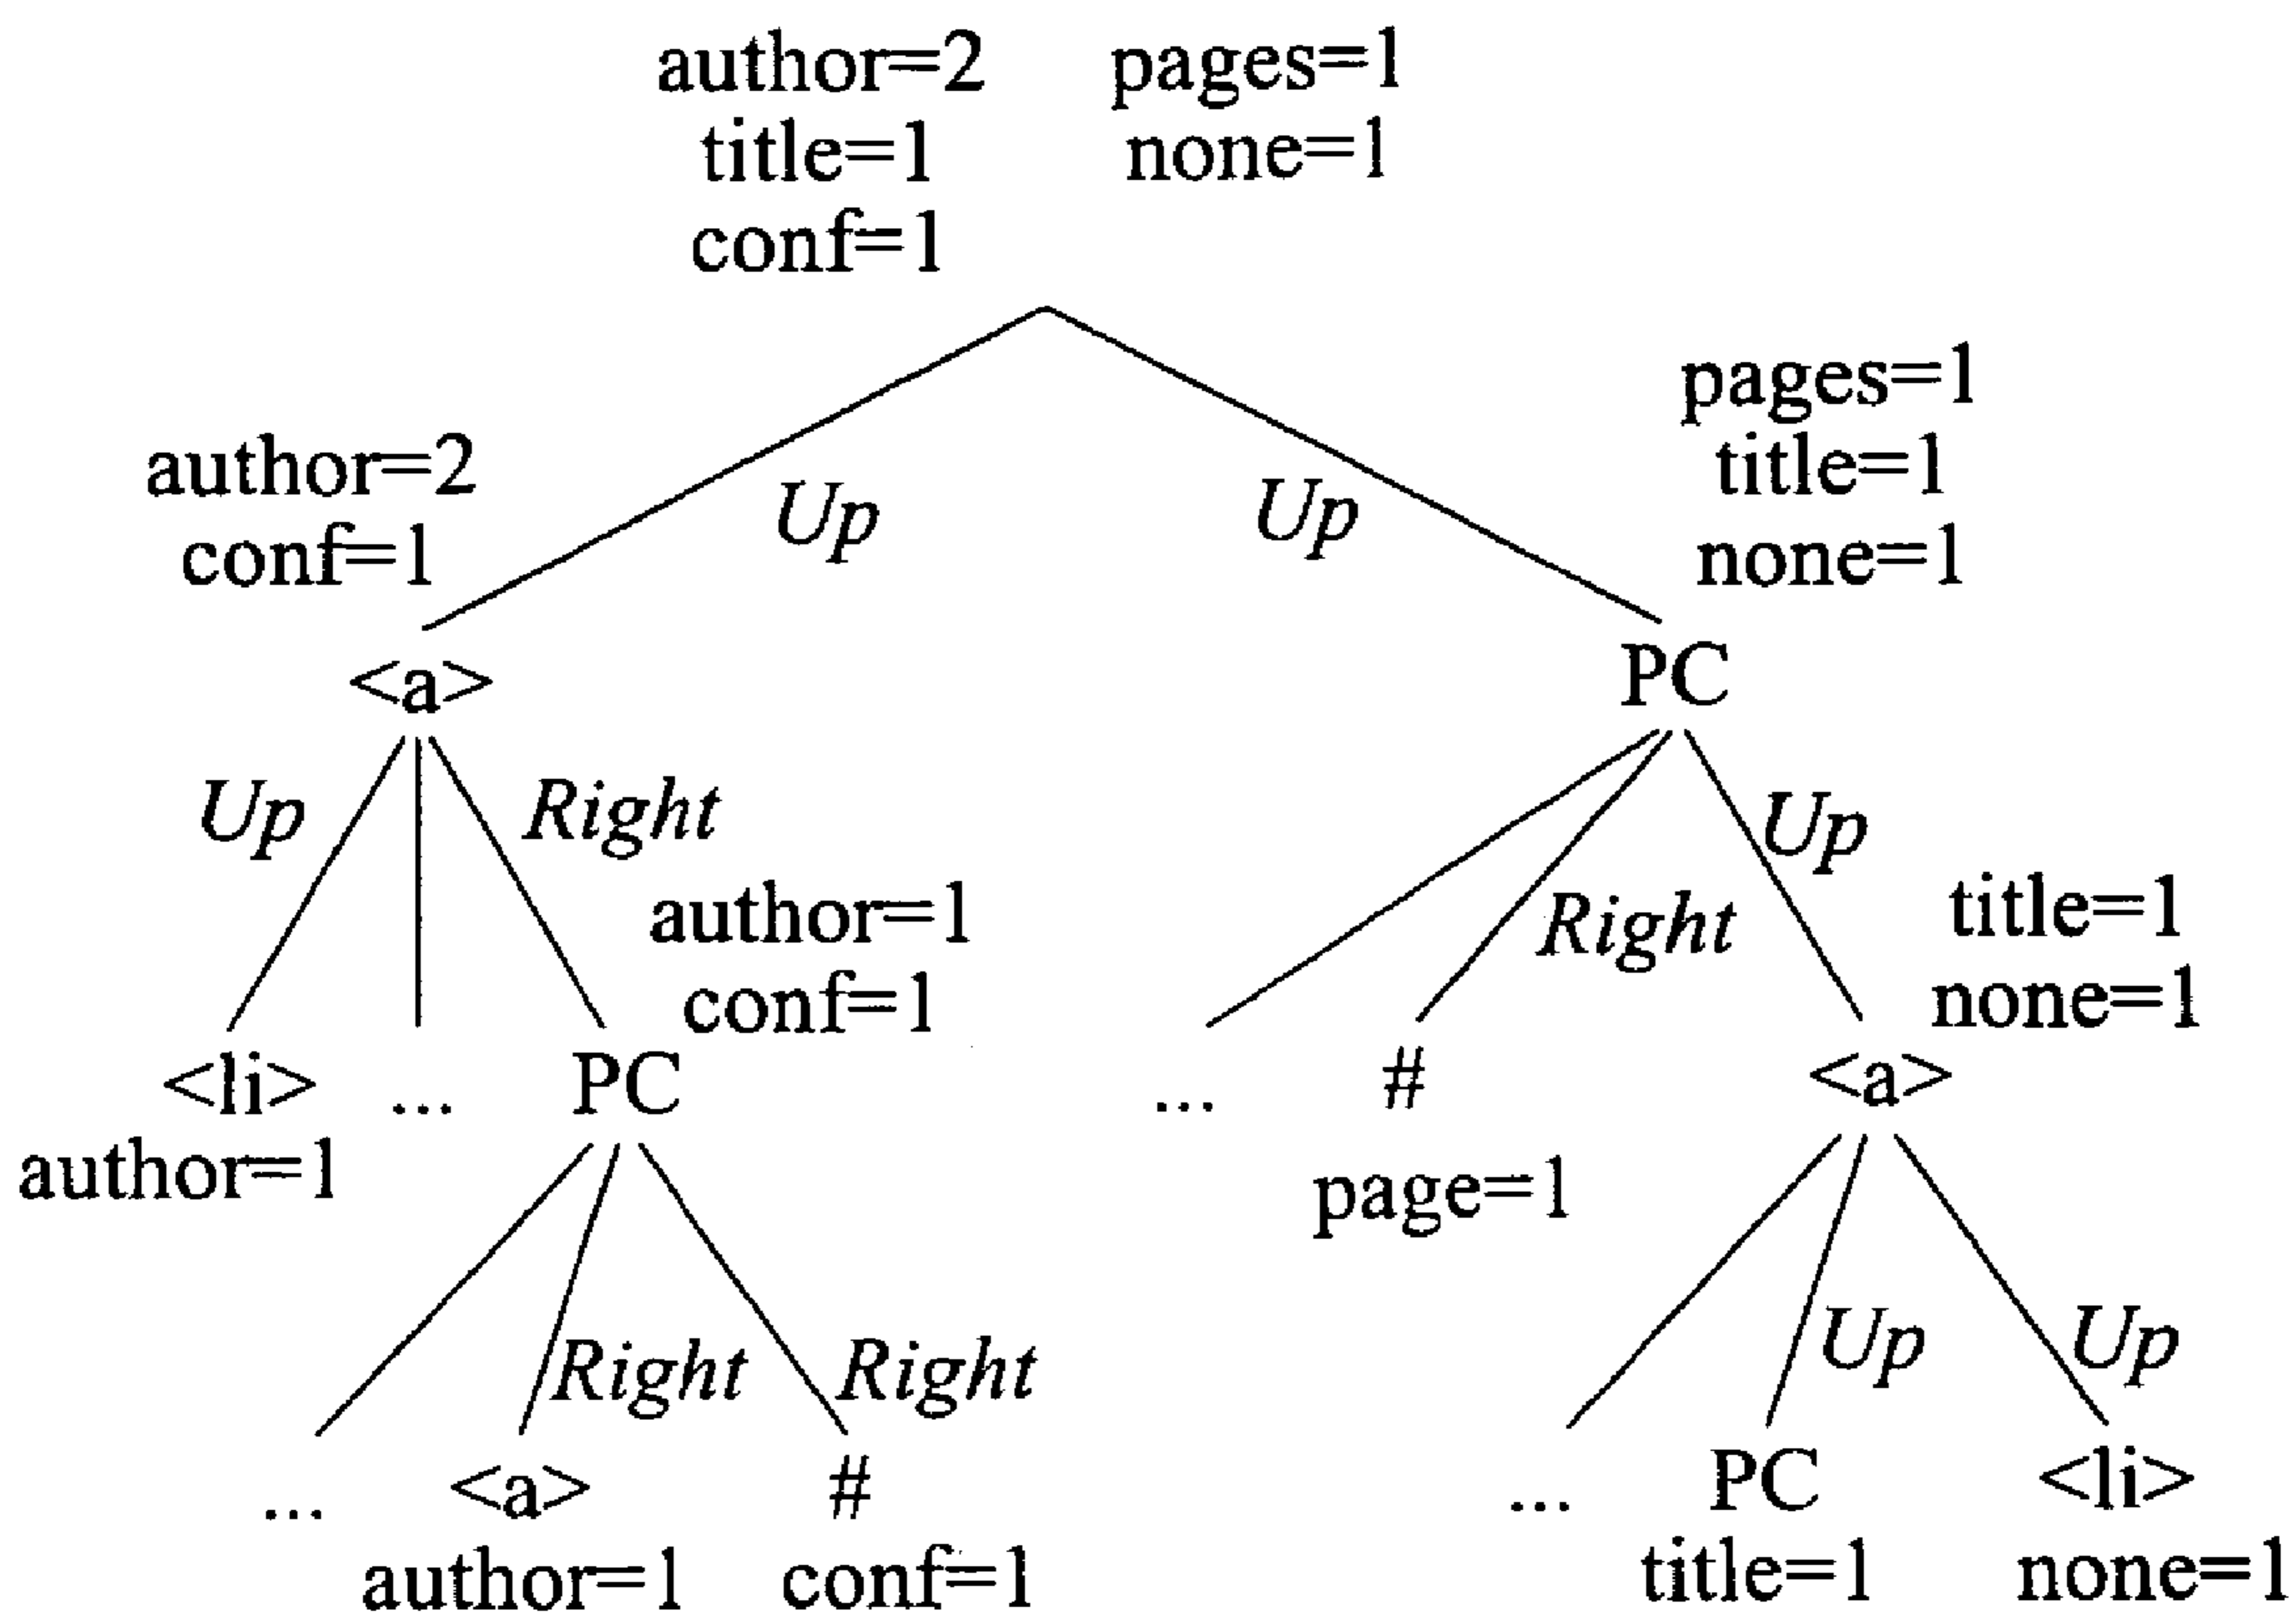 author=2 pages=1
title=1 none=1
conf=1
pages=1
author=2 title=1
conf=1 Up Up none=1
<a> PC
Up Right Up
author=1 Right title=1
conf=1 none=1
<li> ... PC ... # <a>
author=1 page=1
Right Right Up Up
... <a> # ... PC <li>
author=1 conf=1 title=1 none=1